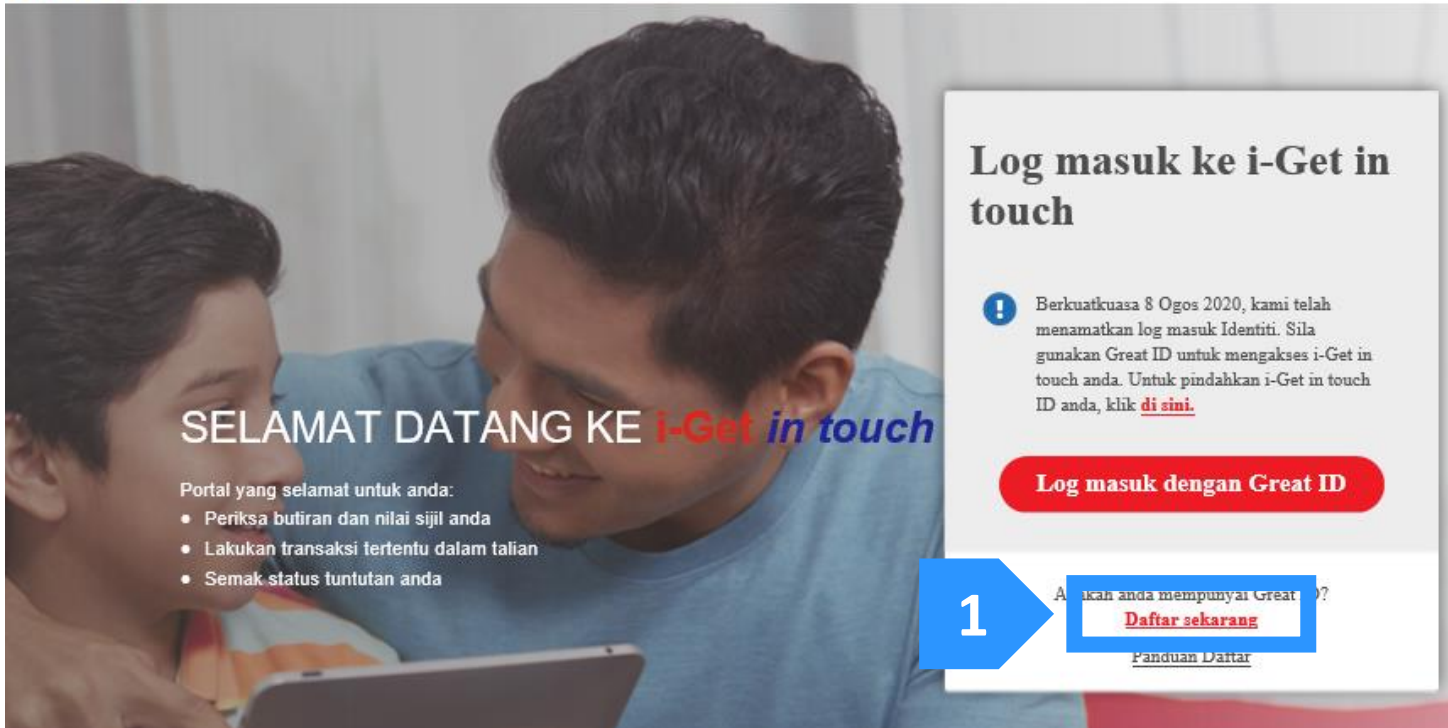 SELAMAT DATANG KE i-Get in touch
Portal yang selamat untuk anda:
• Periksa butiran dan nilai sijil anda
• Lakukan transaksi tertentu dalam talian
• Semak status tuntutan anda
Log masuk ke i-Get in
touch
Berkuatkuasa 8 Ogos 2020, kami telah
menamatkan log masuk Identiti. Sila
gunakan Great ID untuk mengakses i-Get in
touch anda. Untuk pindahkan i-Get in touch
ID anda, klik di sini.
Log masuk dengan Great ID
1
anda mempunyai Great
Daftar sekarang
Panduan Daftar